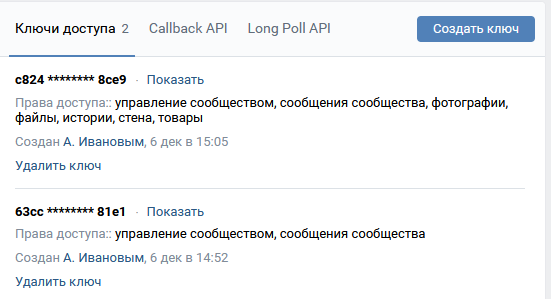 Ключи доступа 2 Callback API Long Poll API Создать ключ
c824 ******** 8ce9 · Показать
Права доступа:: управление сообществом, сообщения сообщества, фотографии,
файлы, истории, стена, товары
Создан А. Ивановым, 6 дек в 15:05
Удалить ключ
63cc ******** 81e1 · Показать
Права доступа:: управление сообществом, сообщения сообщества
Создан А. Ивановым, 6 дек в 14:52
Удалить ключ